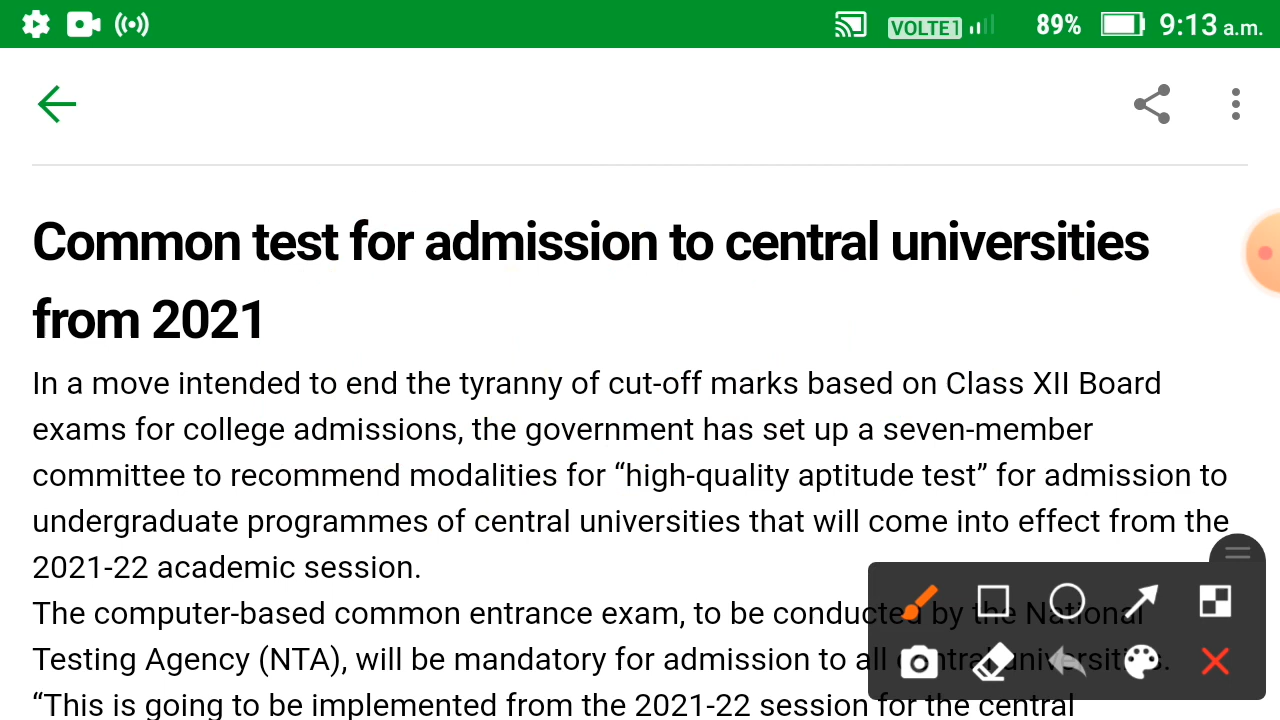 VOLTE1 89% 9:13 a.m.
Common test for admission to central universities
from 2021
In a move intended to end the tyranny of cut-off marks based on Class XII Board
exams for college admissions, the government has set up a seven-member
committee to recommend modalities for “high-quality aptitude test” for admission to
undergraduate programmes of central universities that will come into effect from the
2021-22 academic session.
The computer-based common entrance exam, to be conducted by the National
Testing Agency (NTA), will be mandatory for admission to all central universities.
“This is going to be implemented from the 2021-22 session for the central